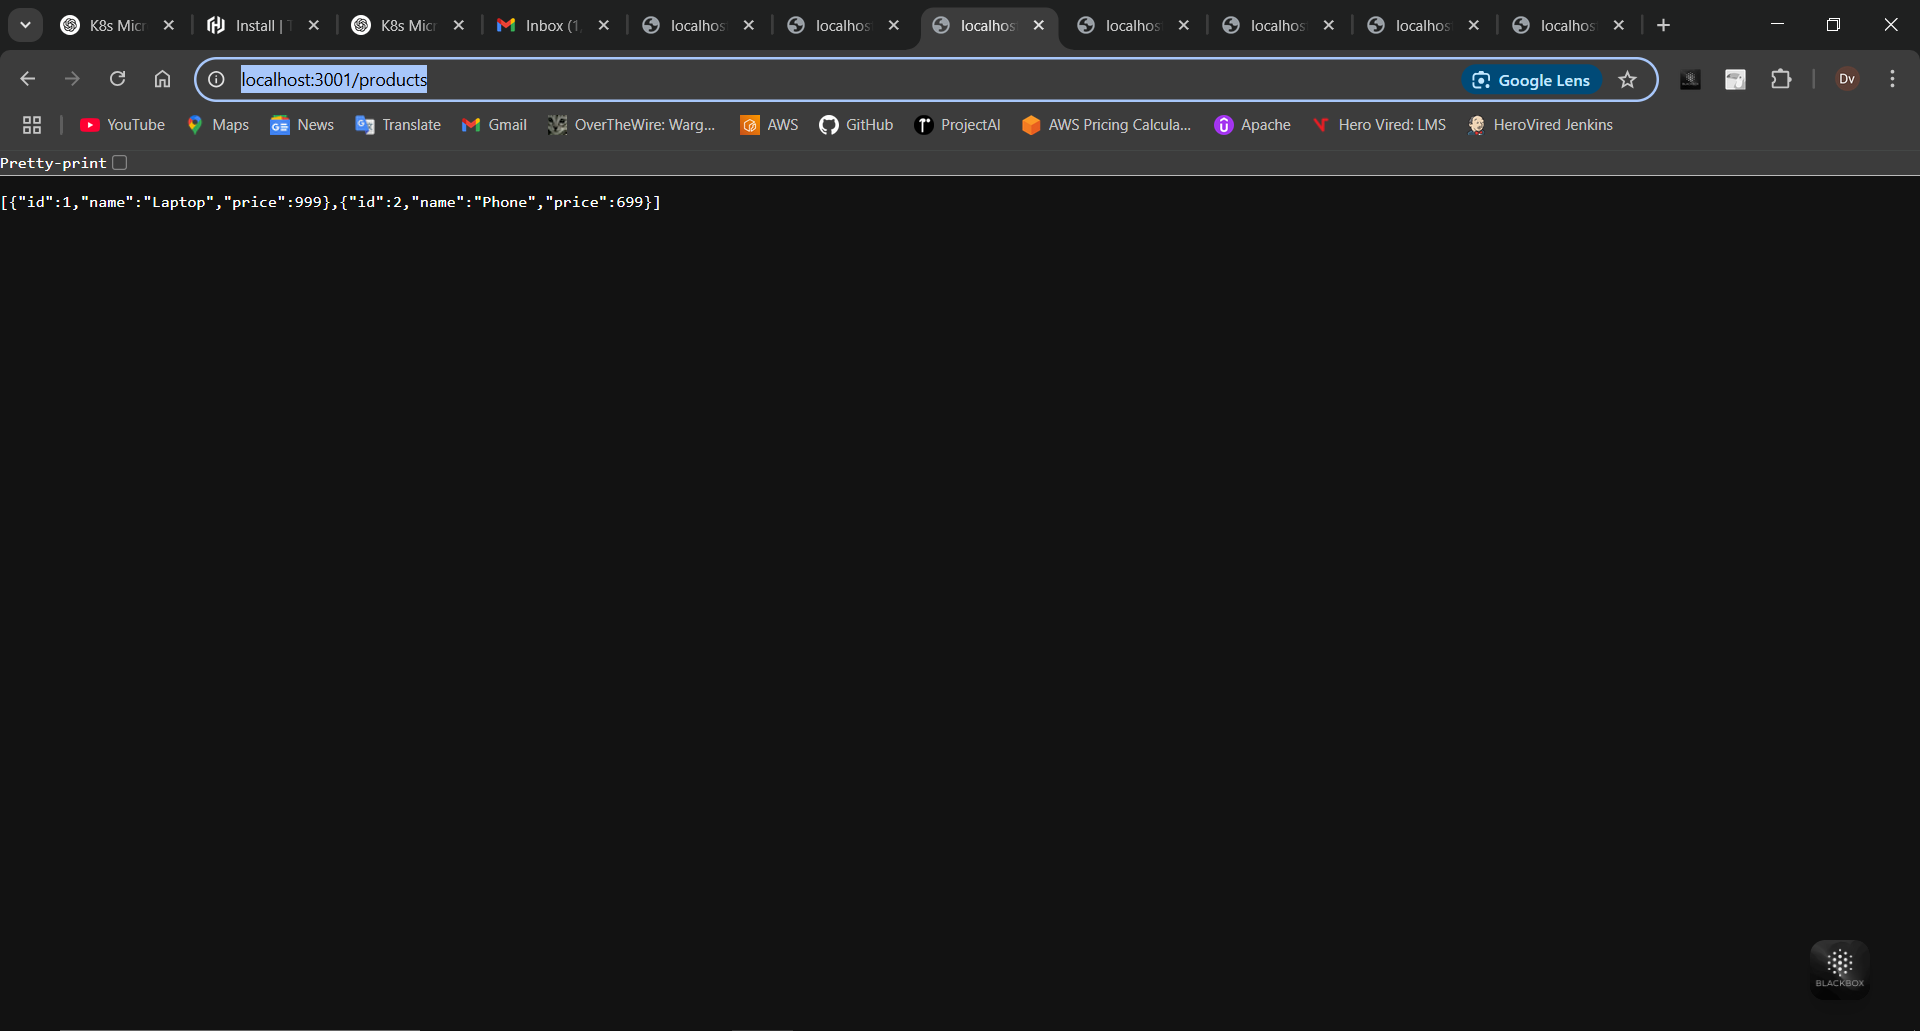 K8s Micr
Install | T
K8s Micr
Inbox (1,
localhos
localhos
localhos
localhos
localhos
localhos
localhos
localhost:3001/products
Google Lens
Dv
YouTube
Maps
News
Translate
Gmail
OverTheWire: Warg...
AWS
GitHub
ProjectAI
AWS Pricing Calcula...
Apache
Hero Vired: LMS
HeroVired Jenkins
Pretty-print
[{"id":1,"name":"Laptop","price":999},{"id":2,"name":"Phone","price":699}]
BLACKBOX